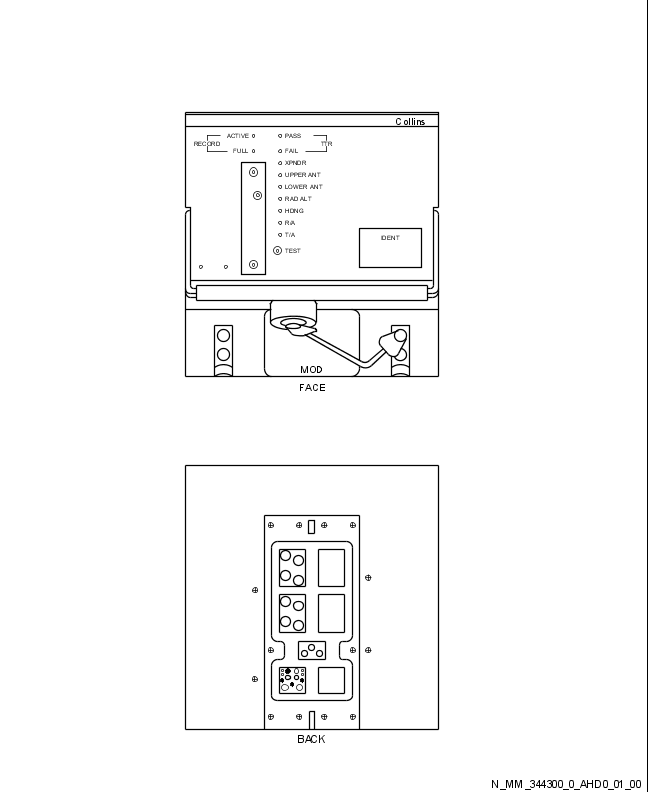 Collins
ACTIVE PASS
RECORD TTR
FULL FAIL
XPNDR
UPPER ANT
LOWER ANT
RAD ALT
HDNG
R/A
T/A
IDENT
TEST
MOD
FACE
BACK
N_MM_344300_0_AHD0_01_00